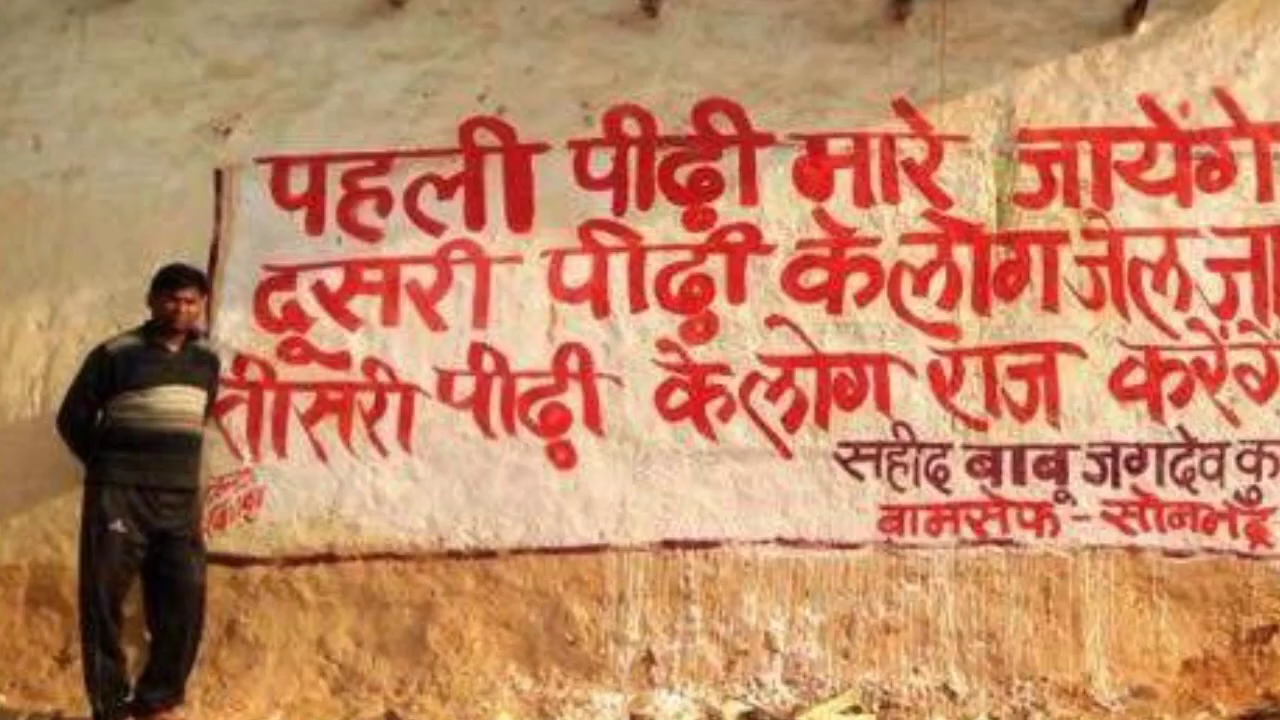 पहली पीढ़ी मारे जायेंगे
दूसरी पीढ़ी के लोग जेल जा
तीसरी पीढ़ी के लोग राज करेंगे
सहीद बाबू जगदेव कु
बामसेफ - सोनभद्र